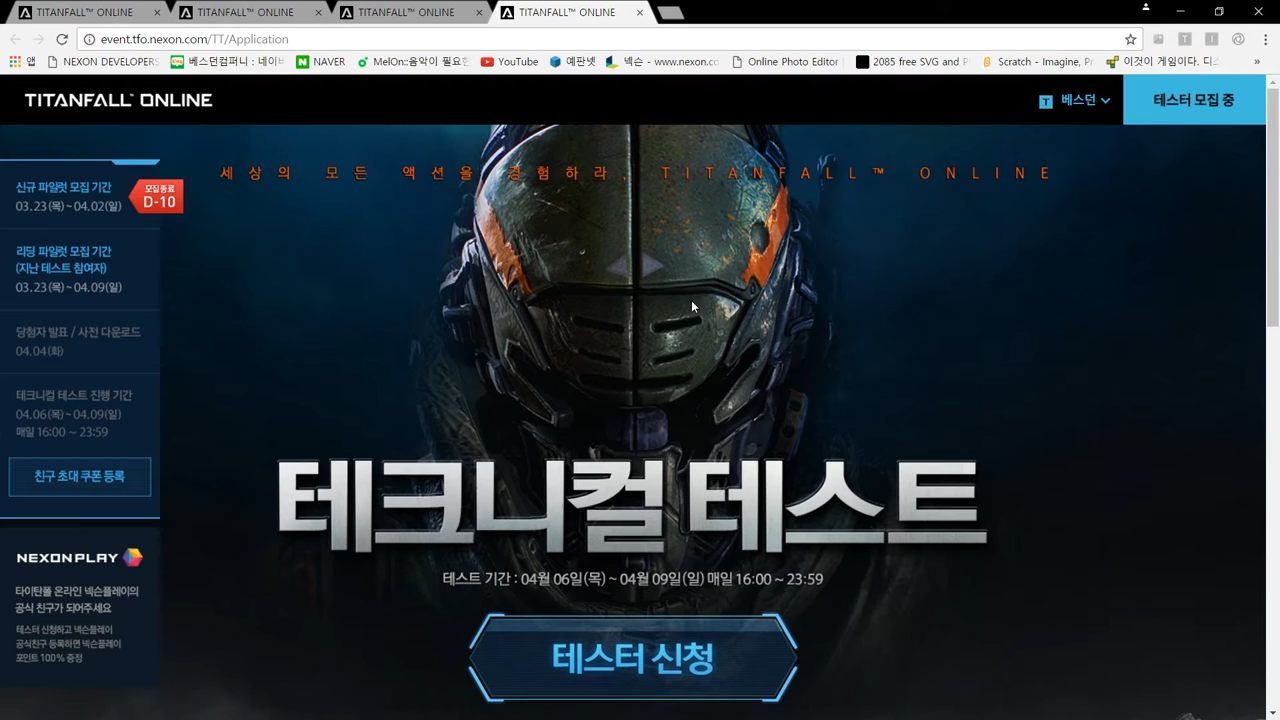 TITANFALL™ ONLINE
TITANFALL™ ONLINE
TITANFALL™ ONLINE
TITANFALL™ ONLINE
event.tfo.nexon.com/TT/Application
앱
NEXON DEVELOPERS
베스던컴퍼니 : 네이버
NAVER
MelOn::음악이 필요한
YouTube
예판넷
넥슨 - www.nexon.co
Online Photo Editor
2085 free SVG and P
Scratch - Imagine, P
이것이 게임이다. 디스
»
TITANFALL™ ONLINE
T 베스던
테스터 모집 중
세상의 모든 액션을 경험하라, TITANFALL™ ONLINE
신규 파일럿 모집 기간
03.23(목) ~ 04.02(일)
모집종료
D-10
리딩 파일럿 모집 기간
(지난 테스트 참여자)
03.23(목) ~ 04.09(일)
당첨자 발표 / 사전 다운로드
04.04(화)
테크니컬 테스트 진행 기간
04.06(목) ~ 04.09(일)
매일 16:00 ~ 23:59
친구 초대 쿠폰 등록
NEXON PLAY
타이탄폴 온라인 넥슨플레이의
공식 친구가 되어주세요
테스터 신청하고 넥슨플레이
공식친구 등록하면 넥슨플레이
포인트 100% 증정
테크니컬 테스트
테스트 기간 : 04월 06일(목) ~ 04월 09일(일) 매일 16:00 ~ 23:59
테스터 신청